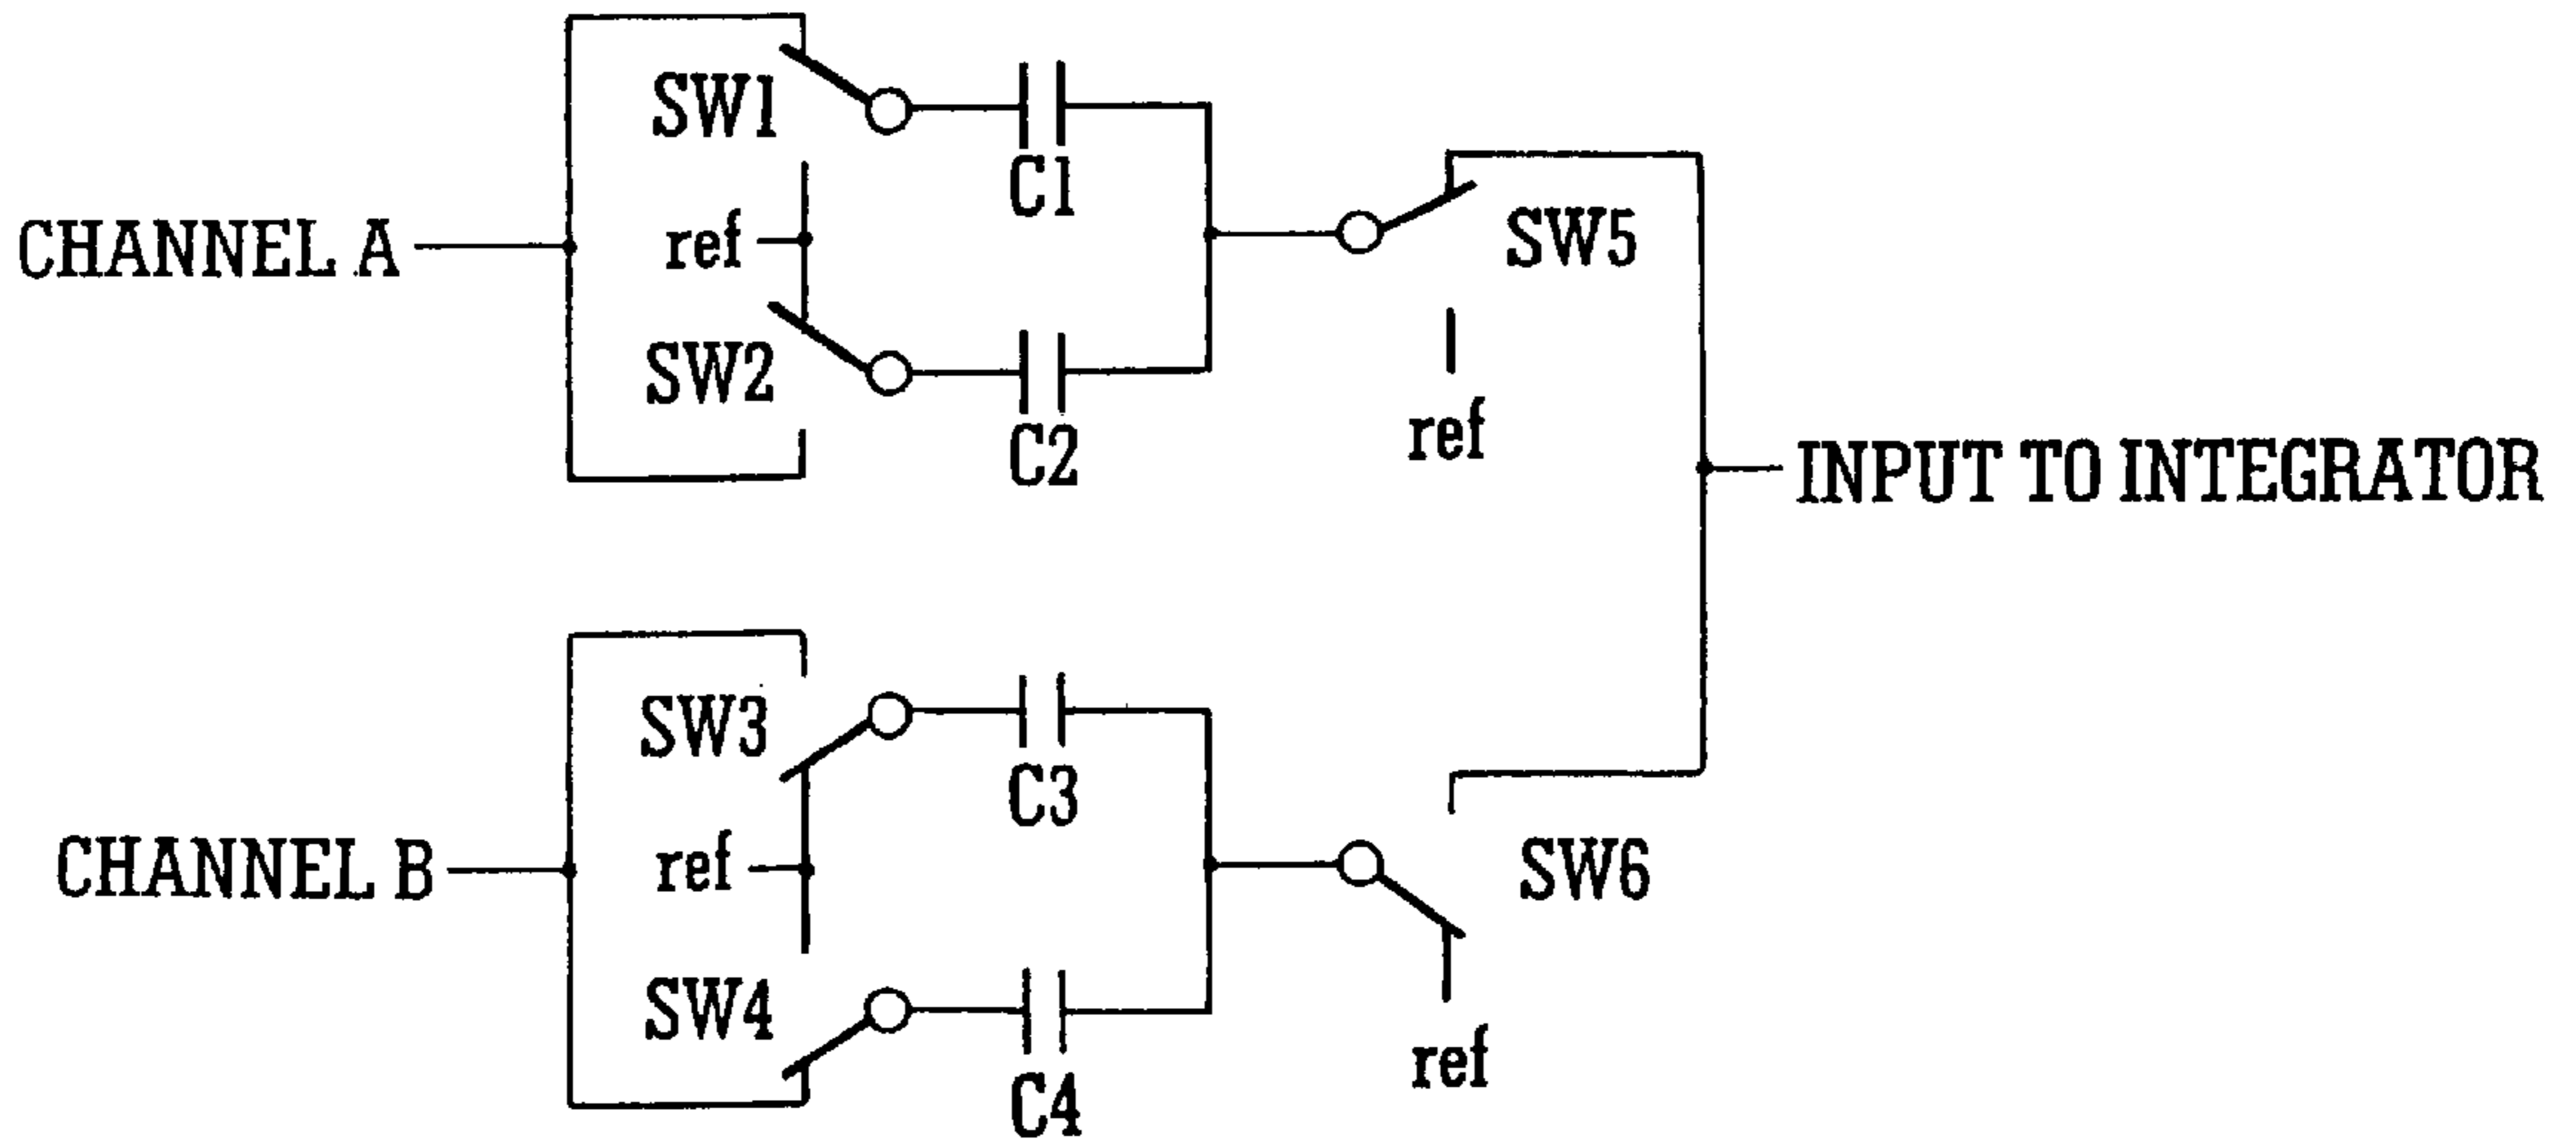 SW1
C1
CHANNEL A
ref
SW5
SW2
C2
ref
INPUT TO INTEGRATOR
SW3
C3
CHANNEL B
ref
SW6
SW4
C4
ref